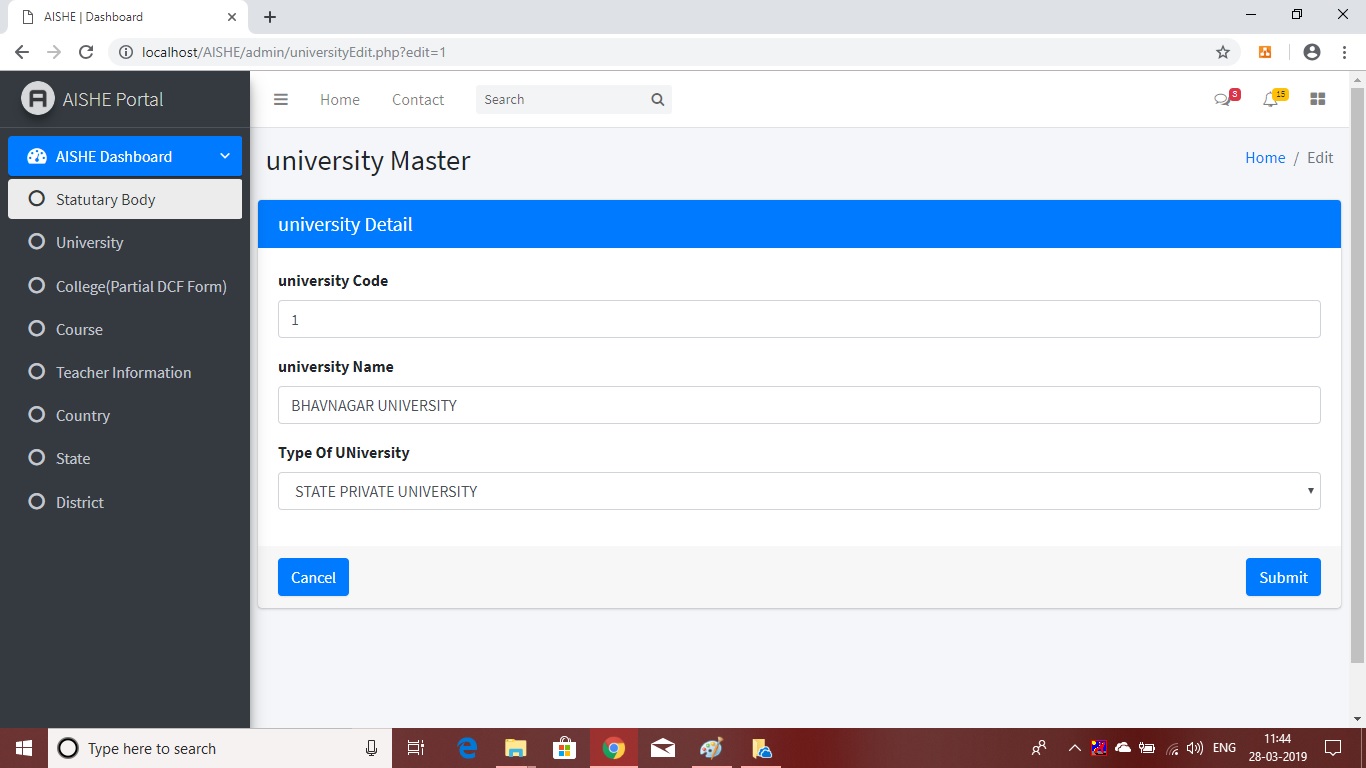 AISHE | Dashboard
localhost/AISHE/admin/universityEdit.php?edit=1
AISHE Portal
Home
Contact
Search
3
15
AISHE Dashboard
Statutary Body
University
College(Partial DCF Form)
Course
Teacher Information
Country
State
District
university Master
Home / Edit
university Detail
university Code
1
university Name
BHAVNAGAR UNIVERSITY
Type Of UNiversity
STATE PRIVATE UNIVERSITY
Cancel
Submit
Type here to search
ENG
11:44
28-03-2019